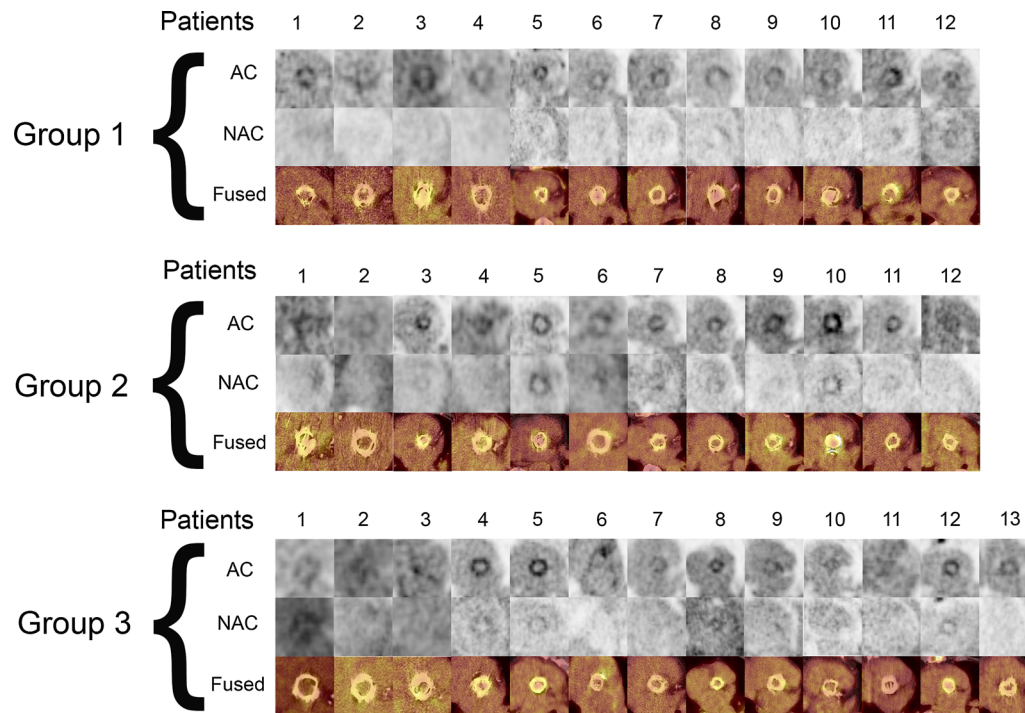 Patients 1 2 3 4 5 6 7 8 9 10 11 12
AC
Group 1
NAC
Fused
Patients 1 2 3 4 5 6 7 8 9 10 11 12
AC
Group 2
NAC
Fused
Patients 1 2 3 4 5 6 7 8 9 10 11 12 13
AC
Group 3
NAC
Fused